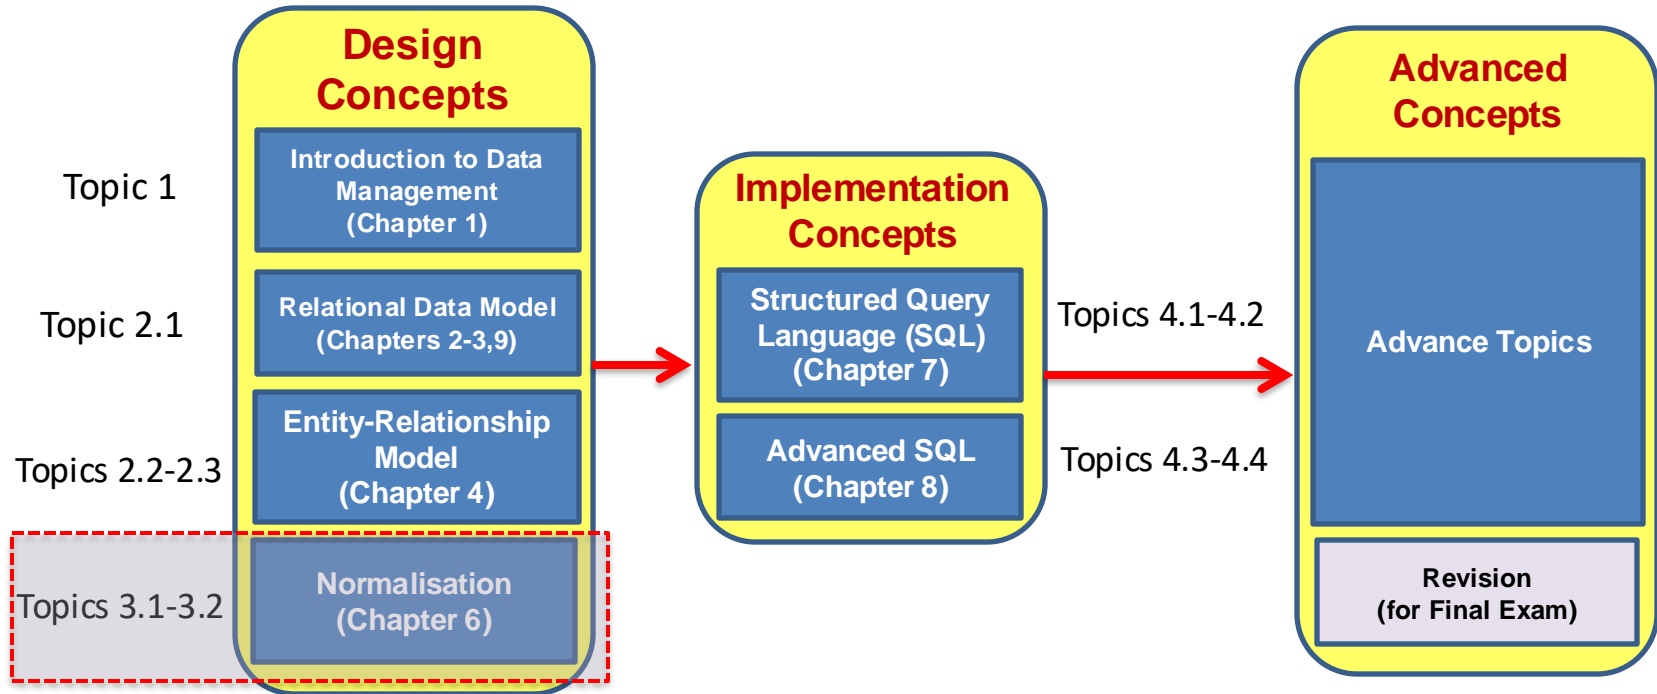 Design
Concepts
Topic 1
Introduction to Data
Management
(Chapter 1)
Topic 2.1
Relational Data Model
(Chapters 2-3,9)
Topics 2.2-2.3
Entity-Relationship
Model
(Chapter 4)
Topics 3.1-3.2
Normalisation
(Chapter 6)
Implementation
Concepts
Structured Query
Language (SQL)
(Chapter 7)
Topics 4.1-4.2
Advanced SQL
(Chapter 8)
Topics 4.3-4.4
Advanced
Concepts
Advance Topics
Revision
(for Final Exam)